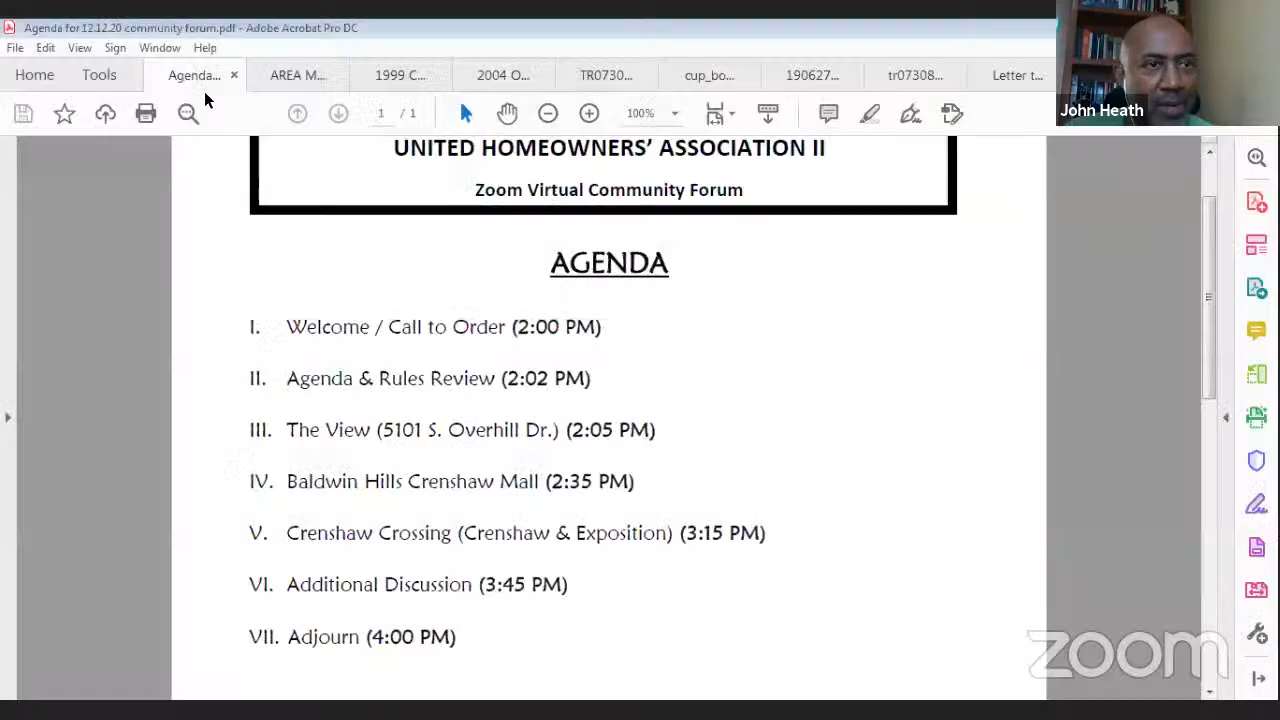 Agenda for 12.12.20 community forum.pdf - Adobe Acrobat Pro DC
File Edit View Sign Window Help
Home Tools Agenda... × AREA M... 1999 C... 2004 O... TR0730... cup_bo... 190627... tr07308... Letter t...
1 / 1 100%
John Heath
UNITED HOMEOWNERS’ ASSOCIATION II
Zoom Virtual Community Forum
AGENDA
I. Welcome / Call to Order (2:00 PM)
II. Agenda & Rules Review (2:02 PM)
III. The View (5101 S. Overhill Dr.) (2:05 PM)
IV. Baldwin Hills Crenshaw Mall (2:35 PM)
V. Crenshaw Crossing (Crenshaw & Exposition) (3:15 PM)
VI. Additional Discussion (3:45 PM)
VII. Adjourn (4:00 PM)
zoom